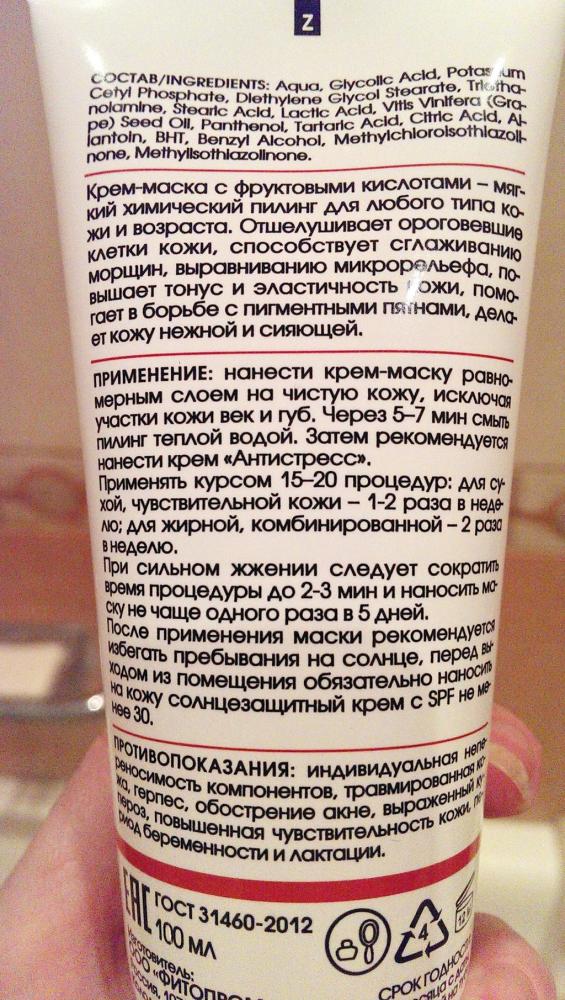 Z
СОСТАВ/INGREDIENTS: Aqua, Glycolic Acid, Potassium
Cetyl Phosphate, Diethylene Glycol Stearate, Trietha-
nolamine, Stearic Acid, Lactic Acid, Vitis Vinifera (Gra-
pe) Seed Oil, Panthenol, Tartaric Acid, Citric Acid, Al-
lantoin, BHT, Benzyl Alcohol, Methylchloroisothiazoli-
none, Methylisothiazolinone.
Крем-маска с фруктовыми кислотами – мяг-
кий химический пилинг для любого типа ко-
жи и возраста. Отшелушивает ороговевшие
клетки кожи, способствует сглаживанию
морщин, выравниванию микрорельефа, по-
вышает тонус и эластичность кожи, помо-
гает в борьбе с пигментными пятнами, дела-
ет кожу нежной и сияющей.
ПРИМЕНЕНИЕ: нанести крем-маску равно-
мерным слоем на чистую кожу, исключая
участки кожи век и губ. Через 5–7 мин смыть
пилинг теплой водой. Затем рекомендуется
нанести крем «Антистресс».
Применять курсом 15–20 процедур: для су-
хой, чувствительной кожи – 1-2 раза в неде-
лю; для жирной, комбинированной – 2 раза
в неделю.
При сильном жжении следует сократить
время процедуры до 2-3 мин и наносить ма-
ску не чаще одного раза в 5 дней.
После применения маски рекомендуется
избегать пребывания на солнце, перед вы-
ходом из помещения обязательно наносить
на кожу солнцезащитный крем с SPF не ме-
нее 30.
ПРОТИВОПОКАЗАНИЯ: индивидуальная непе-
реносимость компонентов, травмированная ко-
жа, герпес, обострение акне, выраженный ку-
пероз, повышенная чувствительность кожи, пе-
риод беременности и лактации.
EAC ГОСТ 31460-2012
100 МЛ
4
12
Изготовитель:
ООО «ФИТОПРОМ
СРОК ГОДНОСТИ